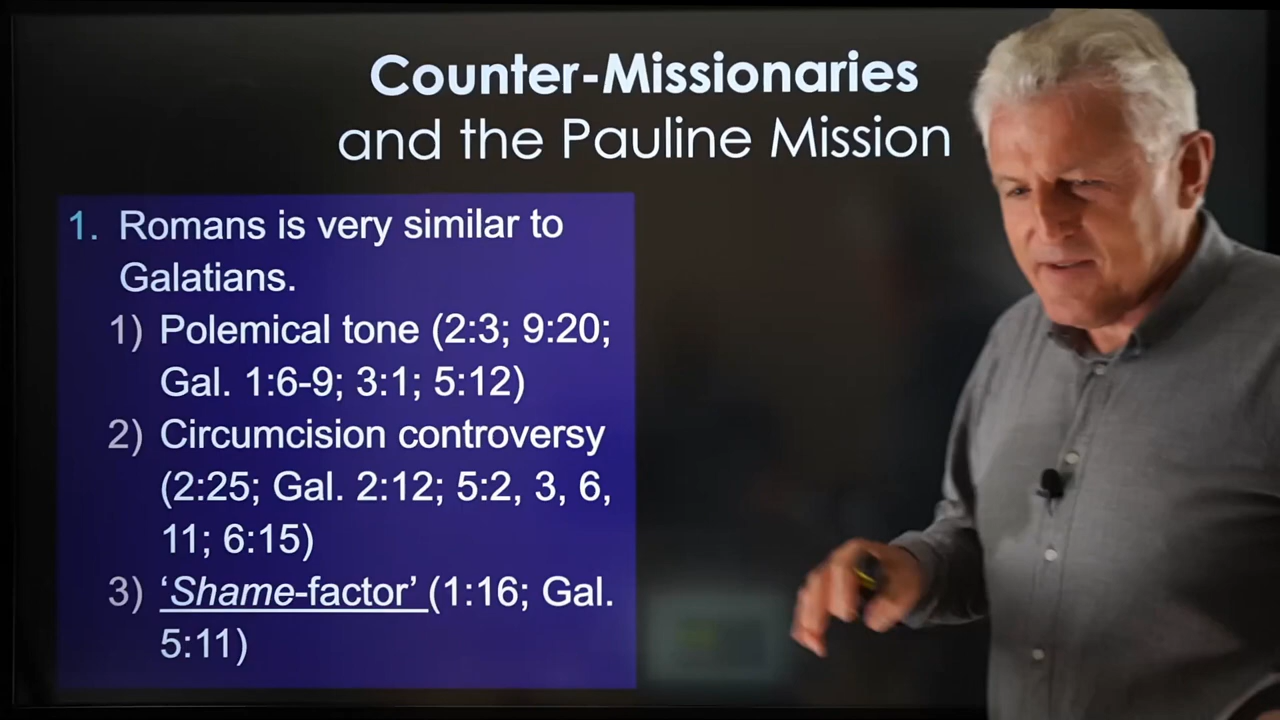 Counter-Missionaries
and the Pauline Mission
1. Romans is very similar to
Galatians.
1) Polemical tone (2:3; 9:20;
Gal. 1:6-9; 3:1; 5:12)
2) Circumcision controversy
(2:25; Gal. 2:12; 5:2, 3, 6,
11; 6:15)
3) ‘Shame-factor’ (1:16; Gal.
5:11)